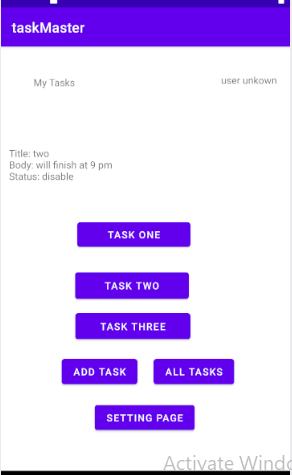 taskMaster
My Tasks
user unkown
Title: two
Body: will finish at 9 pm
Status: disable
TASK ONE
TASK TWO
TASK THREE
ADD TASK ALL TASKS
SETTING PAGE
Activate Windo